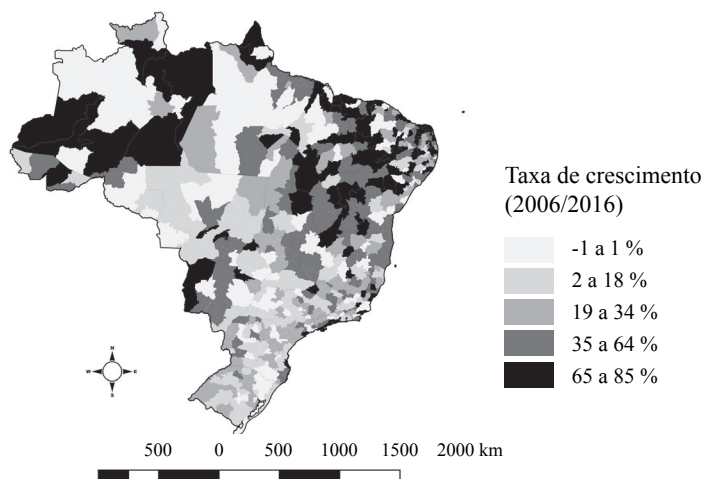 Taxa de crescimento
(2006/2016)
-1 a 1 %
2 a 18 %
19 a 34 %
35 a 64 %
65 a 85 %
N
W E
S
500 0 500 1000 1500 2000 km